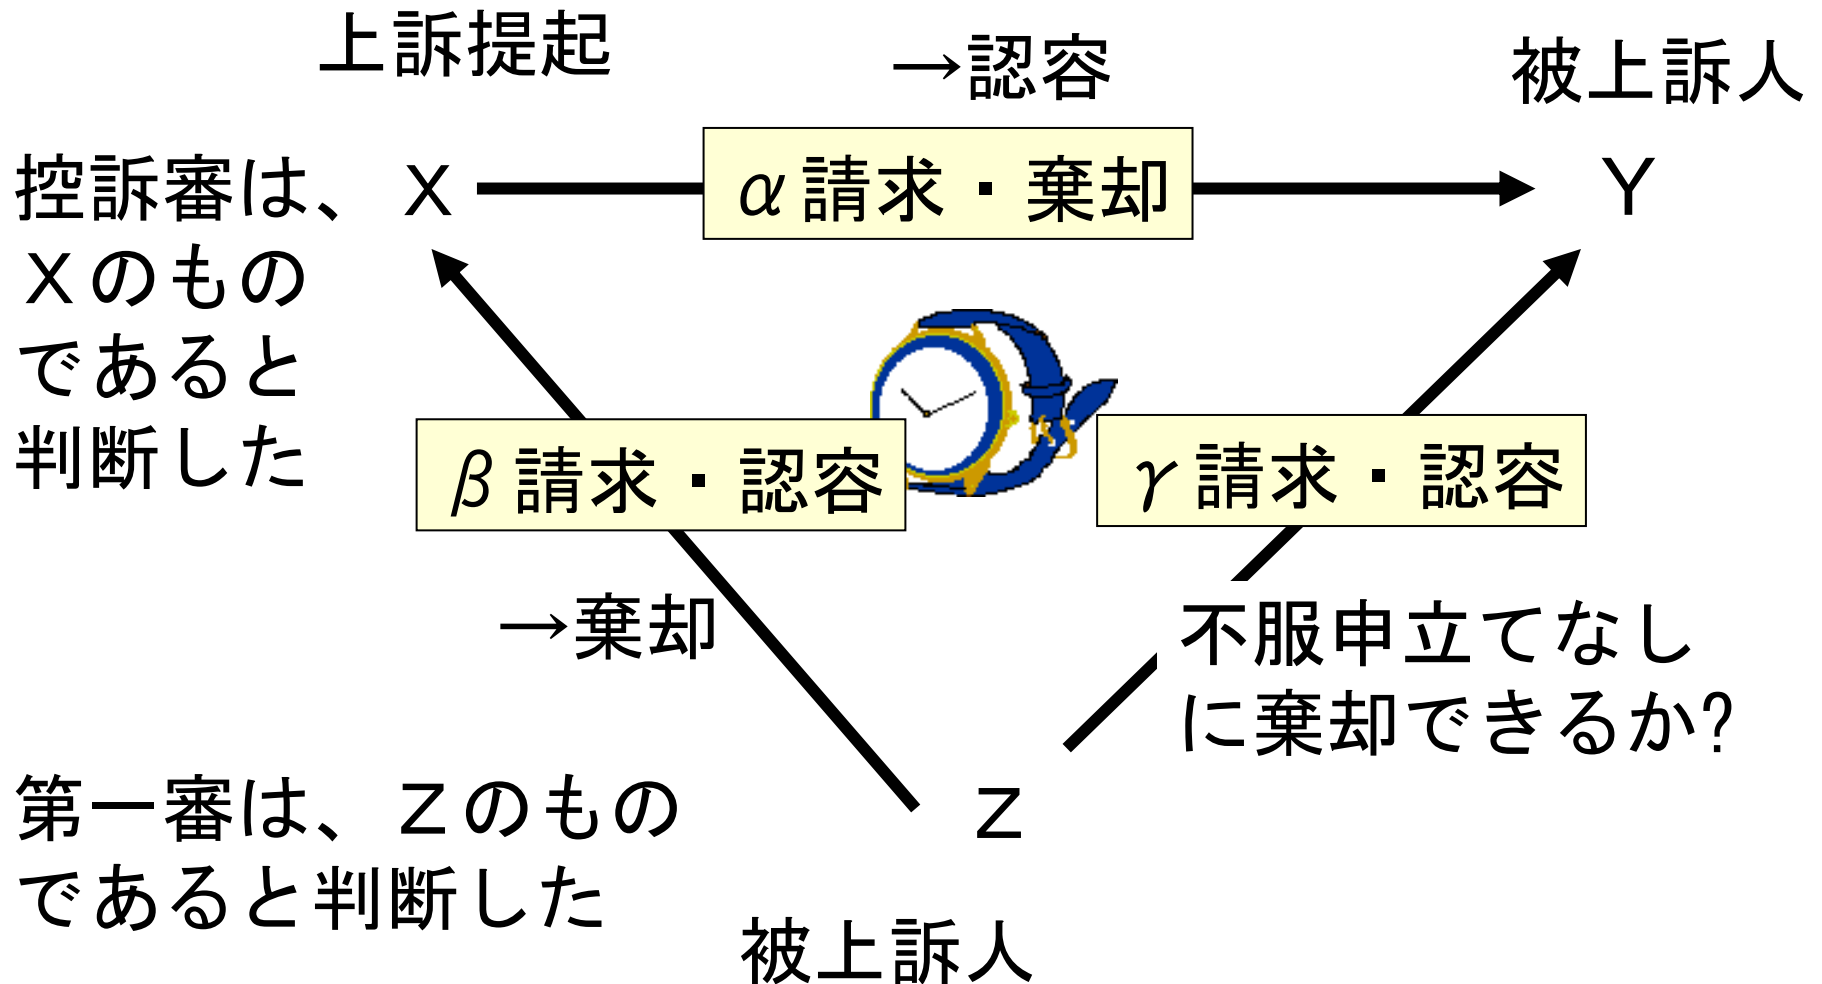 上訴提起
→認容
被上訴人
控訴審は、
Ｘのもの
であると
判断した
Ｘ
α請求・棄却
Ｙ
β請求・認容
γ請求・認容
→棄却
不服申立てなし
に棄却できるか?
第一審は、Ｚのもの
であると判断した
Ｚ
被上訴人